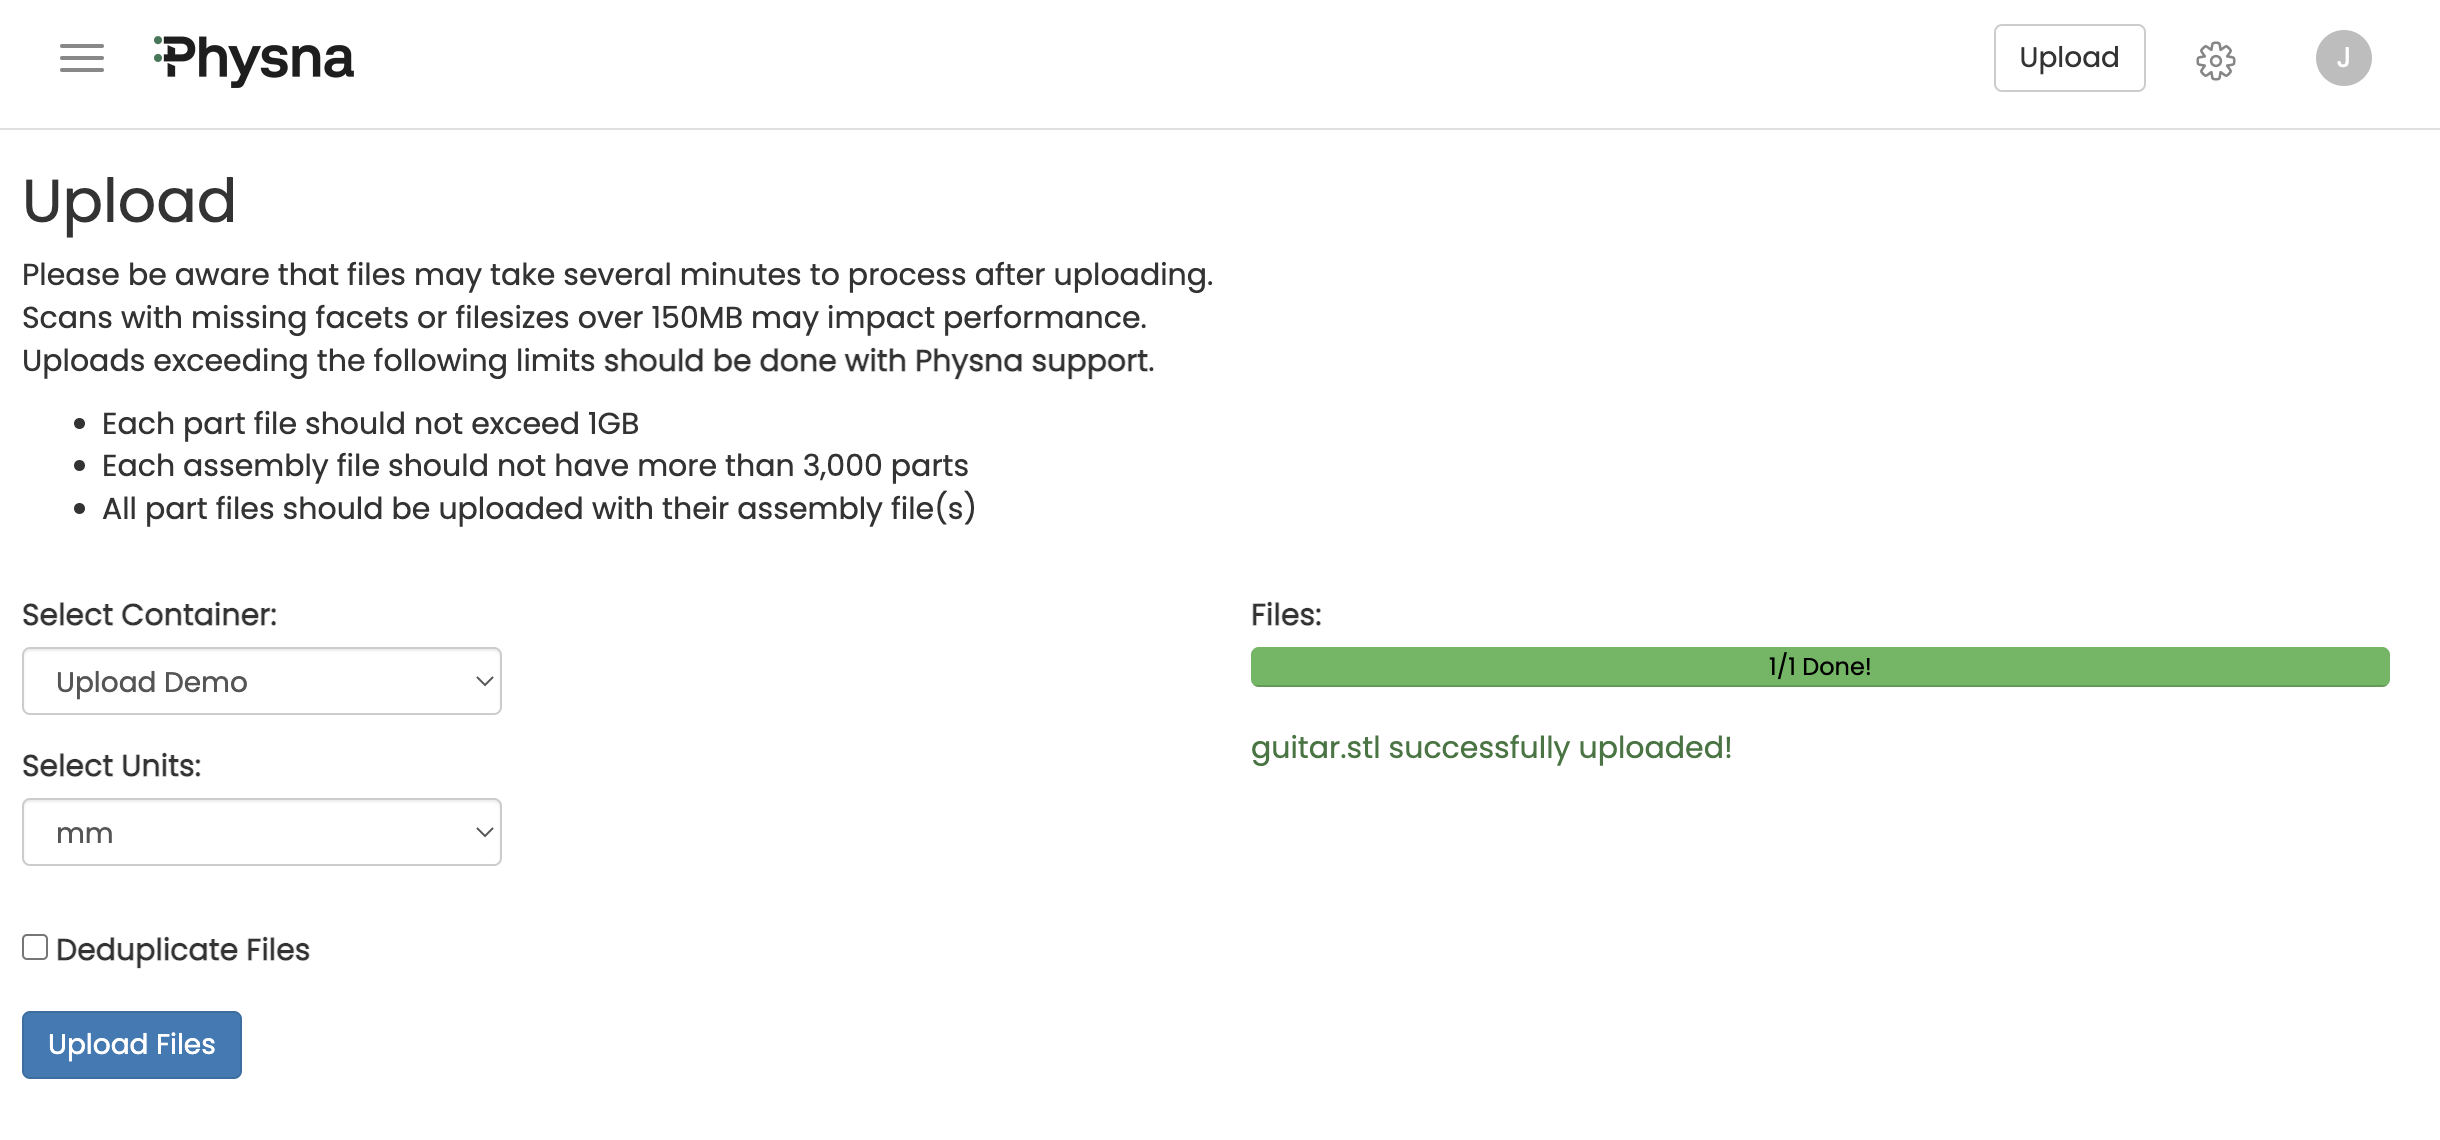 Physna
Upload
J
Upload
Please be aware that files may take several minutes to process after uploading.
Scans with missing facets or filesizes over 150MB may impact performance.
Uploads exceeding the following limits should be done with Physna support.
• Each part file should not exceed 1GB
• Each assembly file should not have more than 3,000 parts
• All part files should be uploaded with their assembly file(s)
Select Container:
Upload Demo
Select Units:
mm
Deduplicate Files
Upload Files
Files:
1/1 Done!
guitar.stl successfully uploaded!